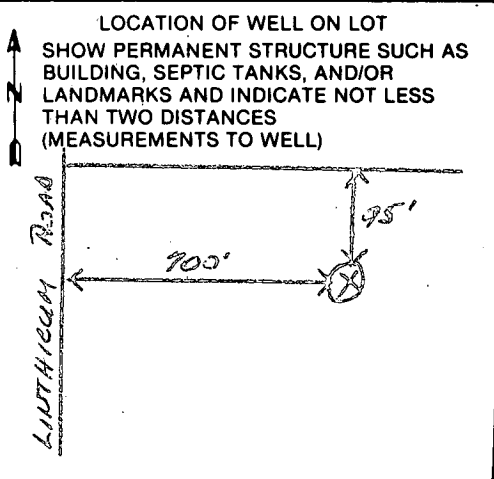 LOCATION OF WELL ON LOT
SHOW PERMANENT STRUCTURE SUCH AS
BUILDING, SEPTIC TANKS, AND/OR
LANDMARKS AND INDICATE NOT LESS
THAN TWO DISTANCES
(MEASUREMENTS TO WELL)
N
LINTHICUM ROAD
700'
95'
X